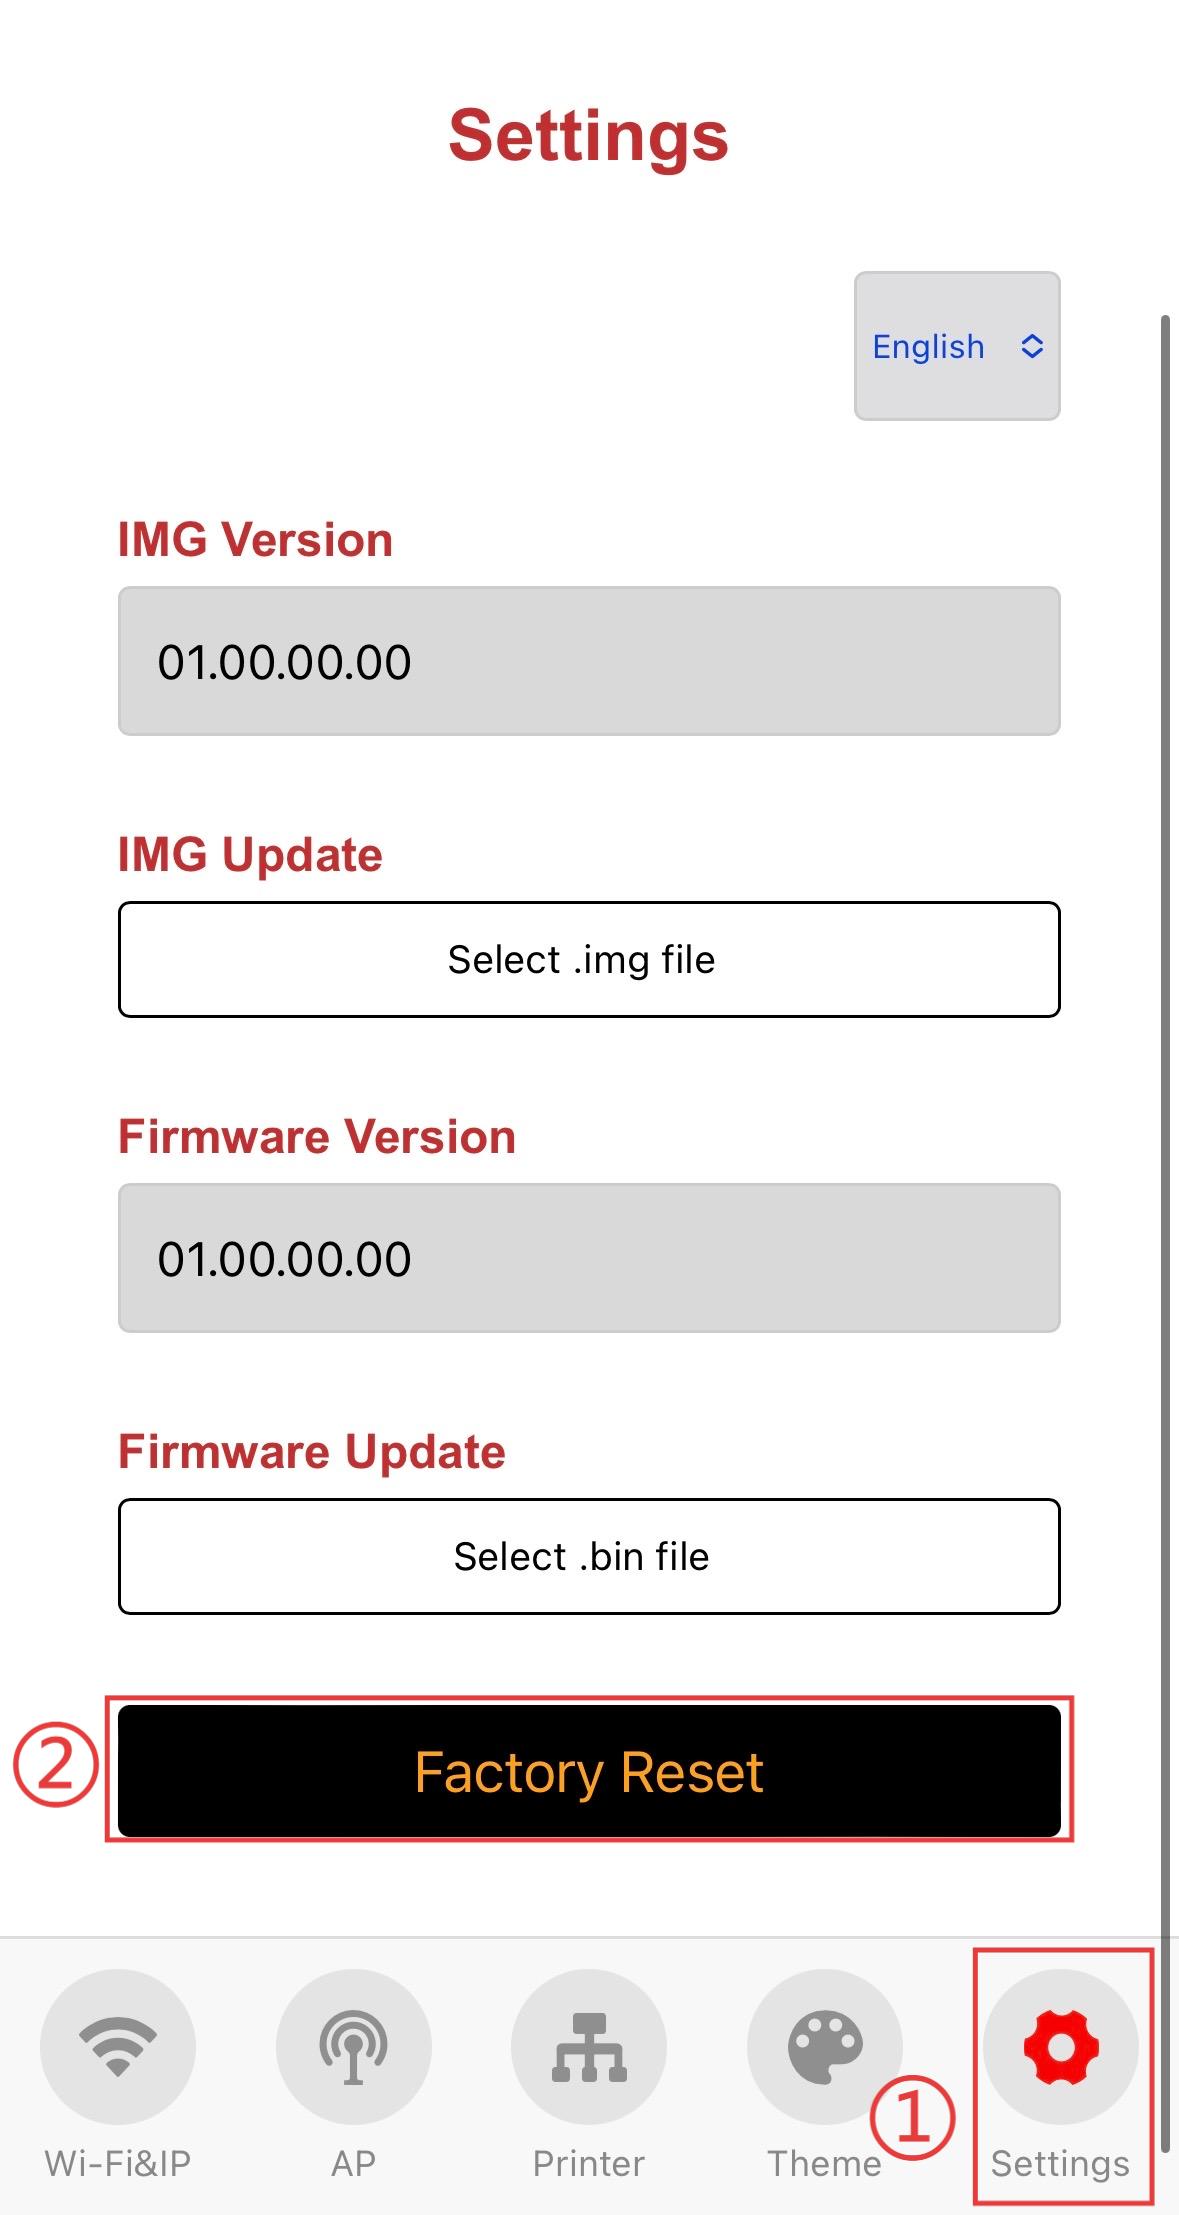 Settings
English
IMG Version
01.00.00.00
IMG Update
Select .img file
Firmware Version
01.00.00.00
Firmware Update
Select .bin file
② Factory Reset
Wi-Fi&IP AP Printer Theme ① Settings